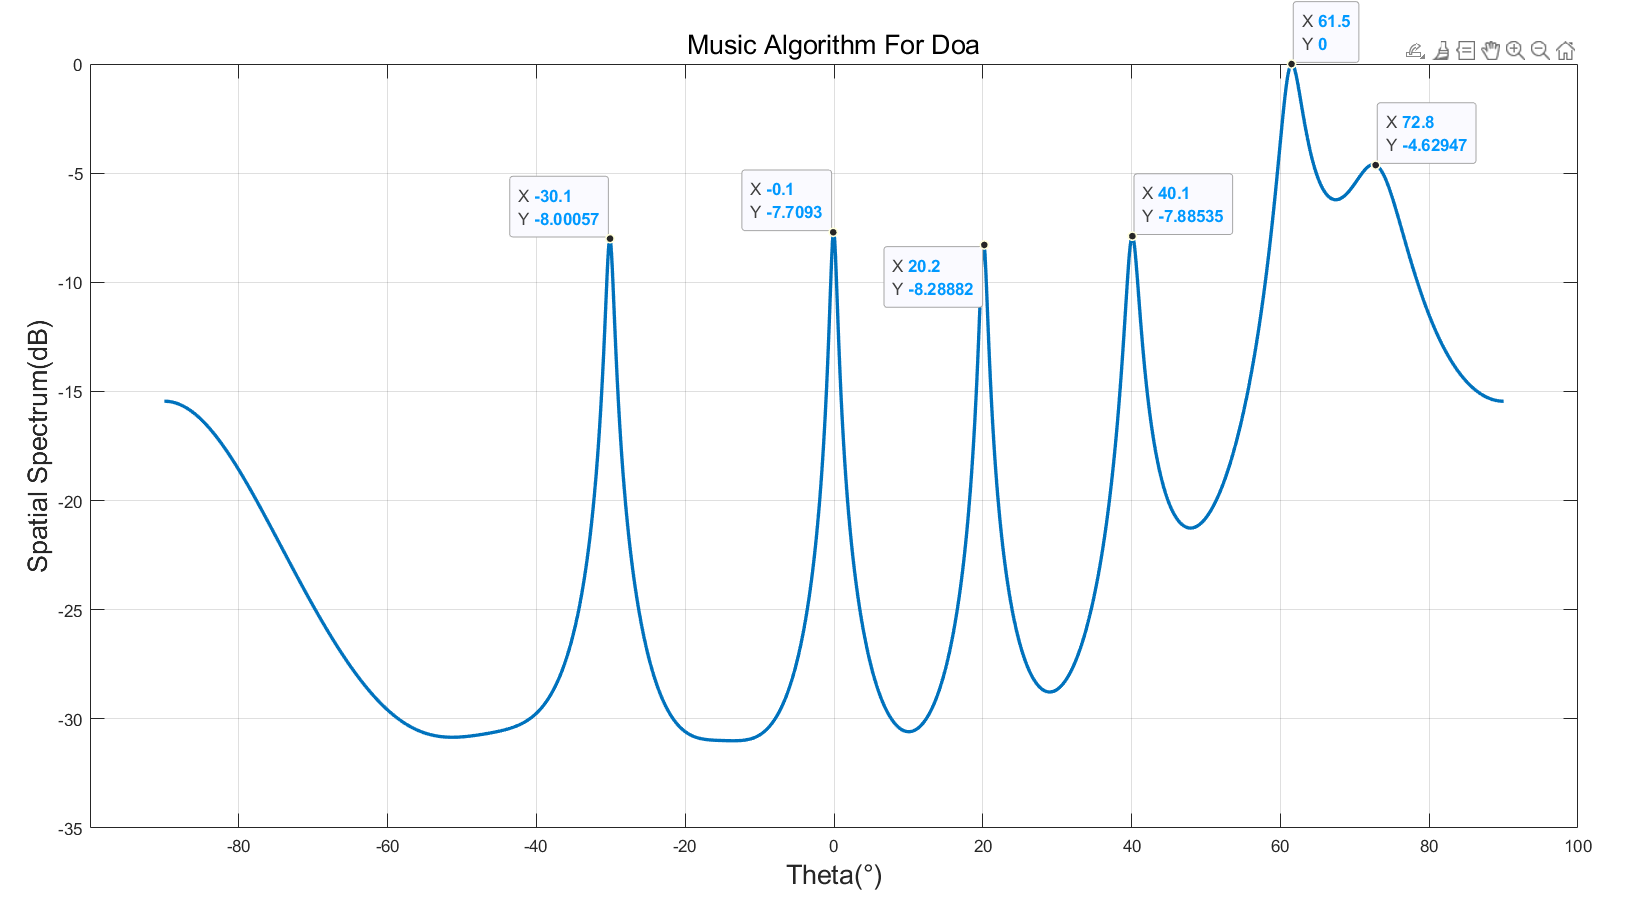 Music Algorithm For Doa
X 61.5
Y 0
X 72.8
Y -4.62947
X -30.1
Y -8.00057
X -0.1
Y -7.7093
X 20.2
Y -8.28882
X 40.1
Y -7.88535
0
-5
-10
-15
-20
-25
-30
-35
Spatial Spectrum(dB)
-80 -60 -40 -20 0 20 40 60 80 100
Theta(°)